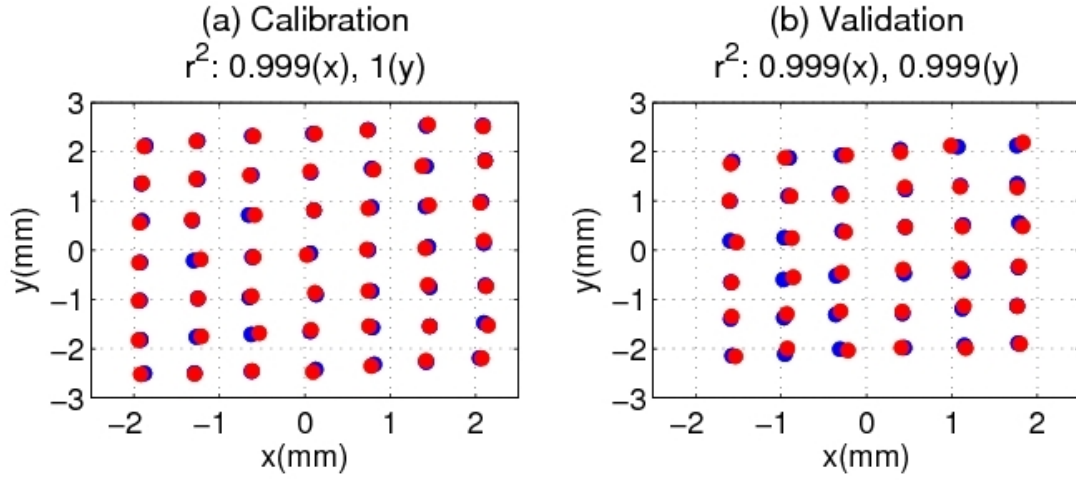 (a) Calibration
r²: 0.999(x), 1(y)
3
2
1
0
−1
−2
−3
y(mm)
−2 −1 0 1 2
x(mm)
(b) Validation
r²: 0.999(x), 0.999(y)
3
2
1
0
−1
−2
−3
y(mm)
−2 −1 0 1 2
x(mm)